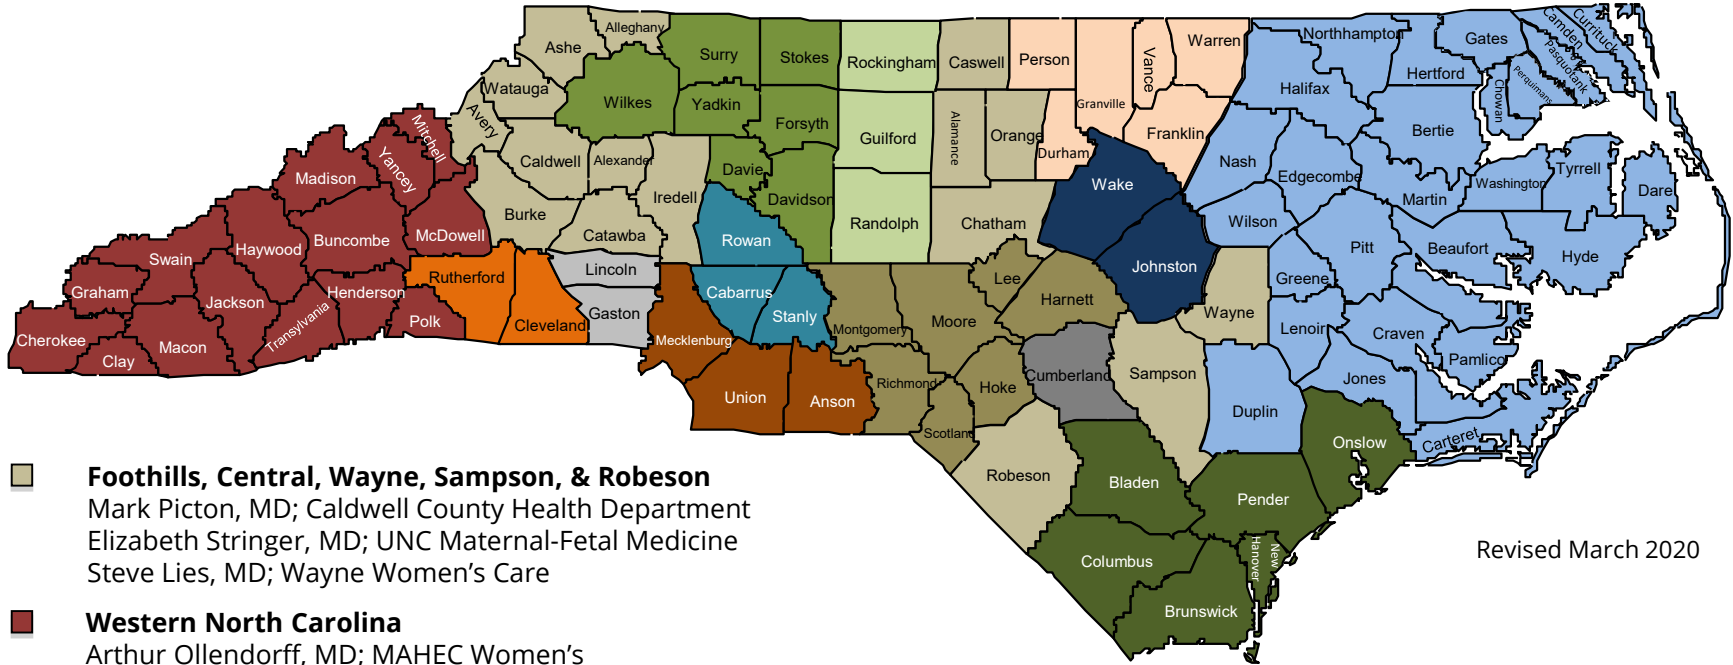 Alleghany
Ashe
Surry
Stokes
Rockingham
Caswell
Person
Vance
Warren
Northhampton
Gates
Camden
Currituck
Pasquotank
Perquimans
Chowan
Hertford
Halifax
Watauga
Wilkes
Yadkin
Forsyth
Guilford
Alamance
Orange
Durham
Granville
Franklin
Bertie
Mitchell
Avery
Yancey
Madison
Caldwell
Alexander
Davie
Davidson
Iredell
Wake
Nash
Edgecombe
Martin
Washington
Tyrrell
Dare
Burke
McDowell
Buncombe
Haywood
Swain
Catawba
Rowan
Randolph
Chatham
Wilson
Pitt
Beaufort
Hyde
Graham
Jackson
Henderson
Transylvania
Polk
Rutherford
Cleveland
Lincoln
Gaston
Cabarrus
Stanly
Montgomery
Moore
Lee
Harnett
Johnston
Greene
Wayne
Lenoir
Craven
Pamlico
Cherokee
Clay
Macon
Mecklenburg
Union
Anson
Richmond
Hoke
Scotland
Cumberland
Sampson
Duplin
Jones
Carteret
Onslow
Robeson
Bladen
Pender
Columbus
Brunswick
New
Hanover
Foothills, Central, Wayne, Sampson, & Robeson
Mark Picton, MD; Caldwell County Health Department
Elizabeth Stringer, MD; UNC Maternal-Fetal Medicine
Steve Lies, MD; Wayne Women’s Care
Revised March 2020
Western North Carolina
Arthur Ollendorff, MD; MAHEC Women’s